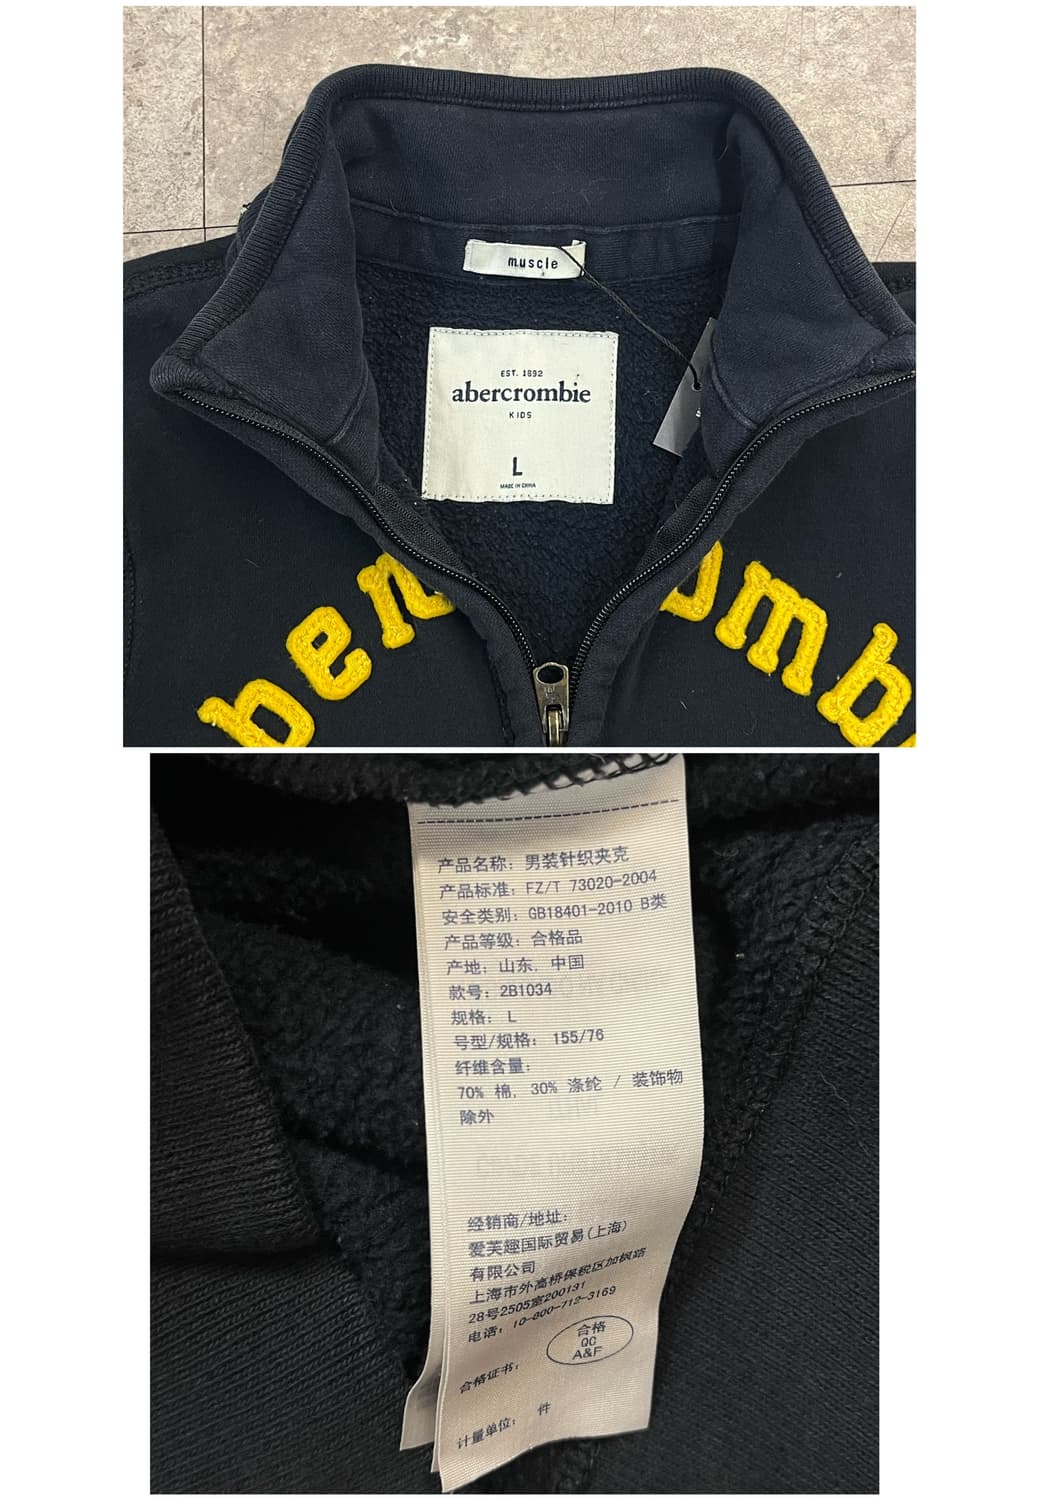 muscle
EST. 1892
abercrombie
KIDS
L
MADE IN CHINA
ben
omb
产品名称: 男装针织夹克
产品标准: FZ/T 73020-2004
安全类别: GB18401-2010 B类
产品等级: 合格品
产地: 山东, 中国
款号: 2B1034
规格: L
号型/规格: 155/76
纤维含量:
70% 棉, 30% 涤纶 / 装饰物
除外
经销商/地址:
爱芙趣国际贸易(上海)
有限公司
上海市外高桥保税区加枫路
28号2505室200131
电话: 10-800-712-3169
合格
QC
A&F
合格证书:
计量单位: 件